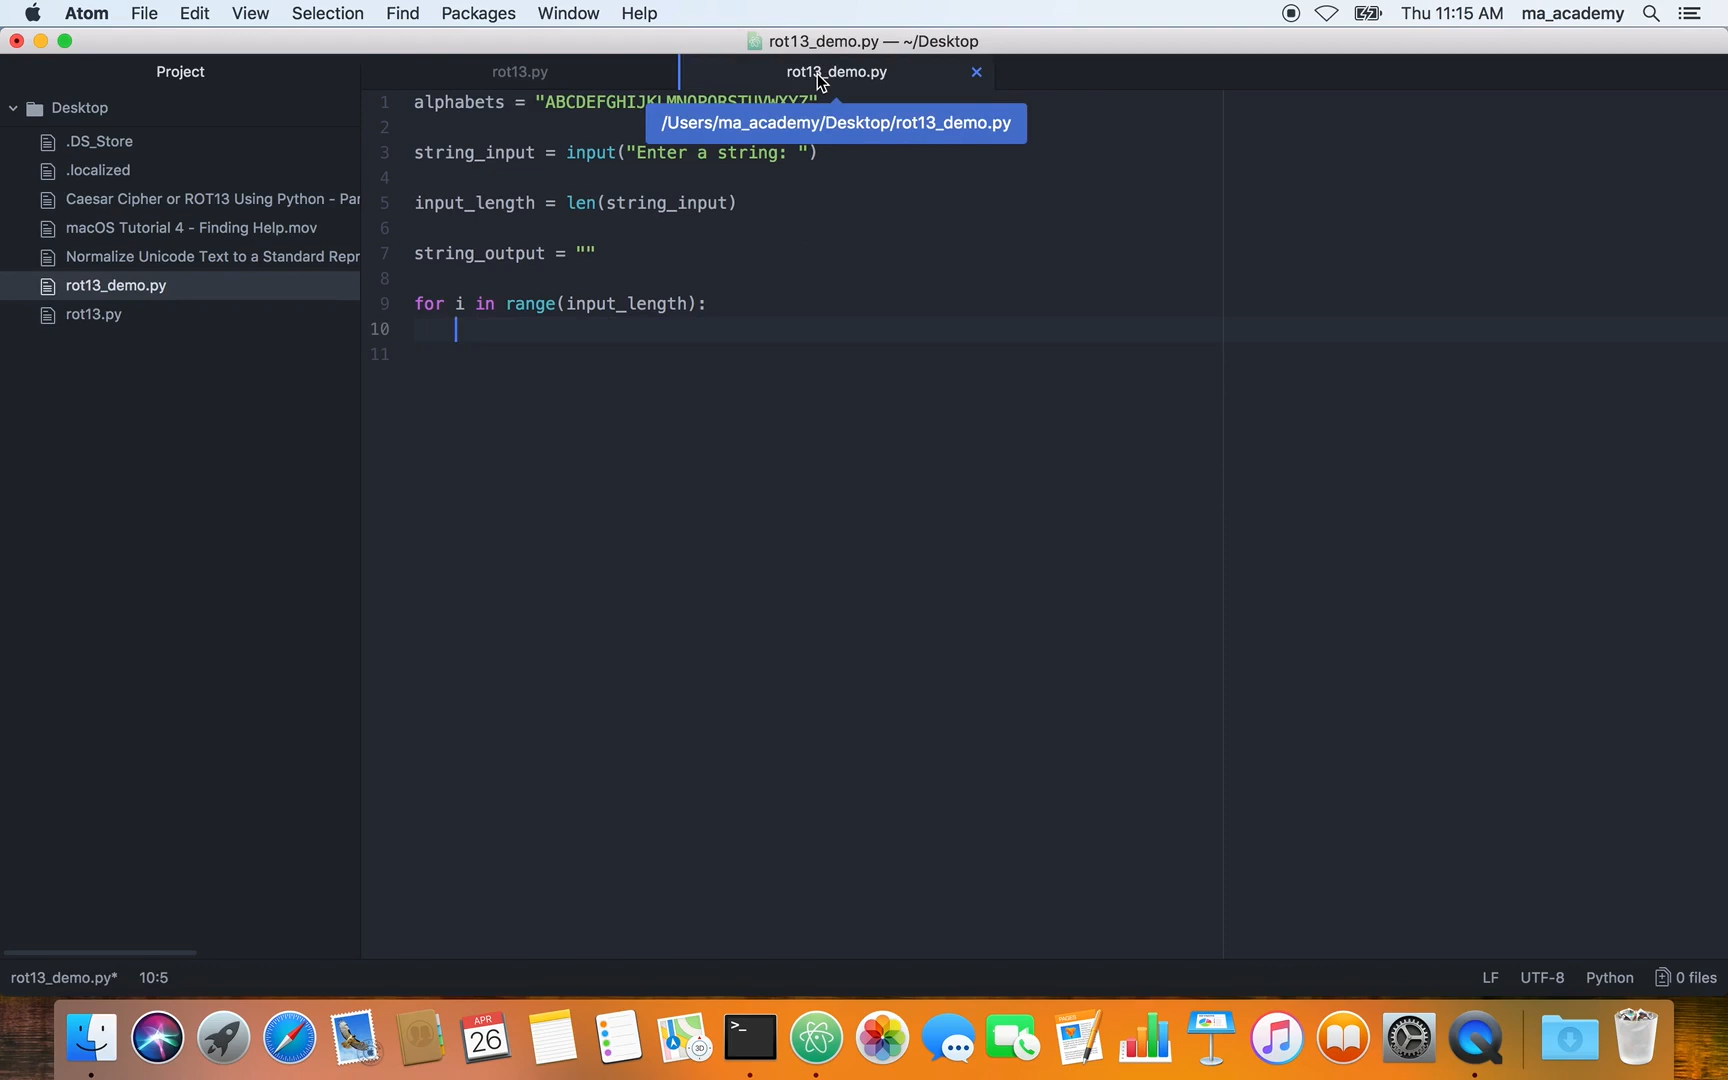 Atom File Edit View Selection Find Packages Window Help Thu 11:15 AM ma_academy
rot13_demo.py — ~/Desktop
Project rot13.py rot13_demo.py
Desktop
.DS_Store
.localized
Caesar Cipher or ROT13 Using Python - Par
macOS Tutorial 4 - Finding Help.mov
Normalize Unicode Text to a Standard Repr
rot13_demo.py
rot13.py
1 alphabets = "ABCDEFGHIJKLMNOPQRSTUVWXYZ"
/Users/ma_academy/Desktop/rot13_demo.py
2
3 string_input = input("Enter a string: ")
4
5 input_length = len(string_input)
6
7 string_output = ""
8
9 for i in range(input_length):
10
11
rot13_demo.py* 10:5 LF UTF-8 Python 0 files
APR
26
PAGES
3D